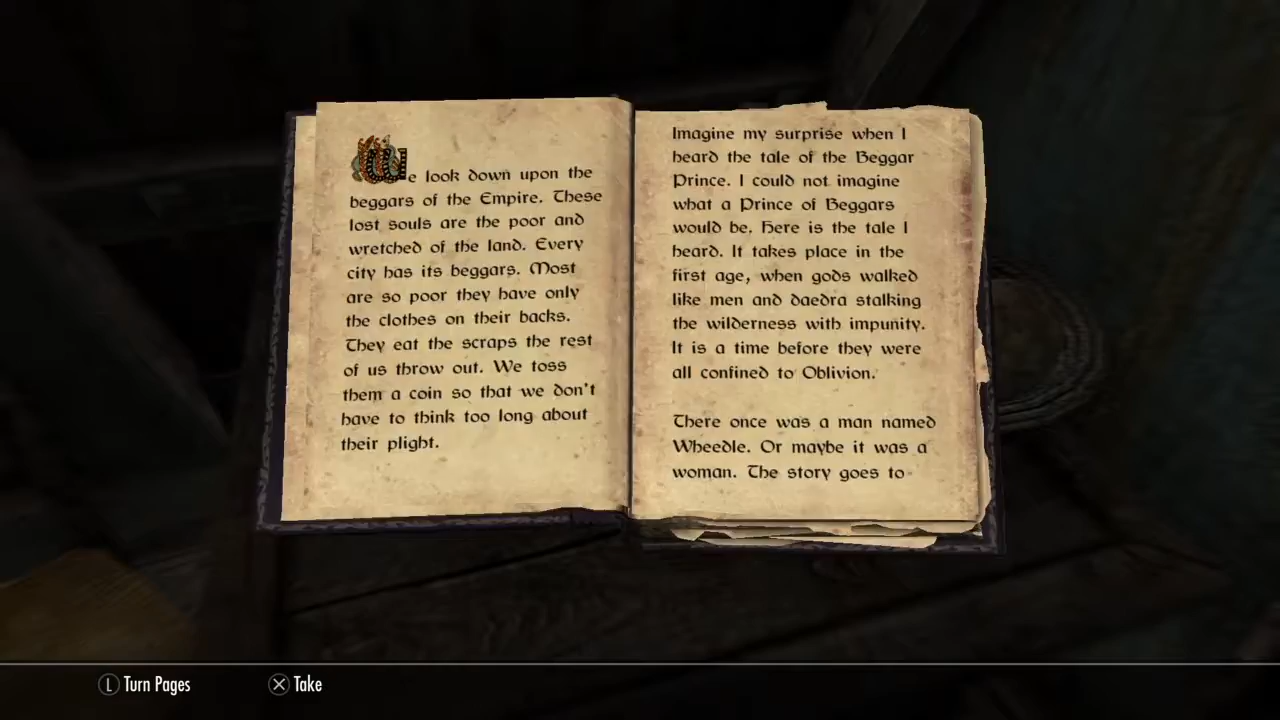 We look down upon the
beggars of the Empire. These
lost souls are the poor and
wretched of the land. Every
city has its beggars. Most
are so poor they have only
the clothes on their backs.
They eat the scraps the rest
of us throw out. We toss
them a coin so that we don't
have to think too long about
their plight.
Imagine my surprise when I
heard the tale of the Beggar
Prince. I could not imagine
what a Prince of Beggars
would be. Here is the tale I
heard. It takes place in the
first age, when gods walked
like men and daedra stalking
the wilderness with impunity.
It is a time before they were
all confined to Oblivion.
There once was a man named
Wheedle. Or maybe it was a
woman. The story goes to
L Turn Pages
X Take